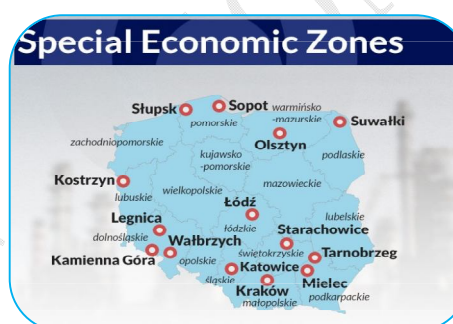 Special Economic Zones
Słupsk
Sopot
warmińsko
-mazurskie
pomorskie
Suwałki
Olsztyn
zachodniopomorskie
kujawsko
-pomorskie
podlaskie
Kostrzyn
lubuskie
wielkopolskie
mazowieckie
Łódź
łódzkie
Legnica
dolnośląskie
lubelskie
Starachowice
Wałbrzych
świętokrzyskie
Tarnobrzeg
Kamienna Góra
opolskie
Katowice
śląskie
Mielec
Kraków
podkarpackie
małopolskie